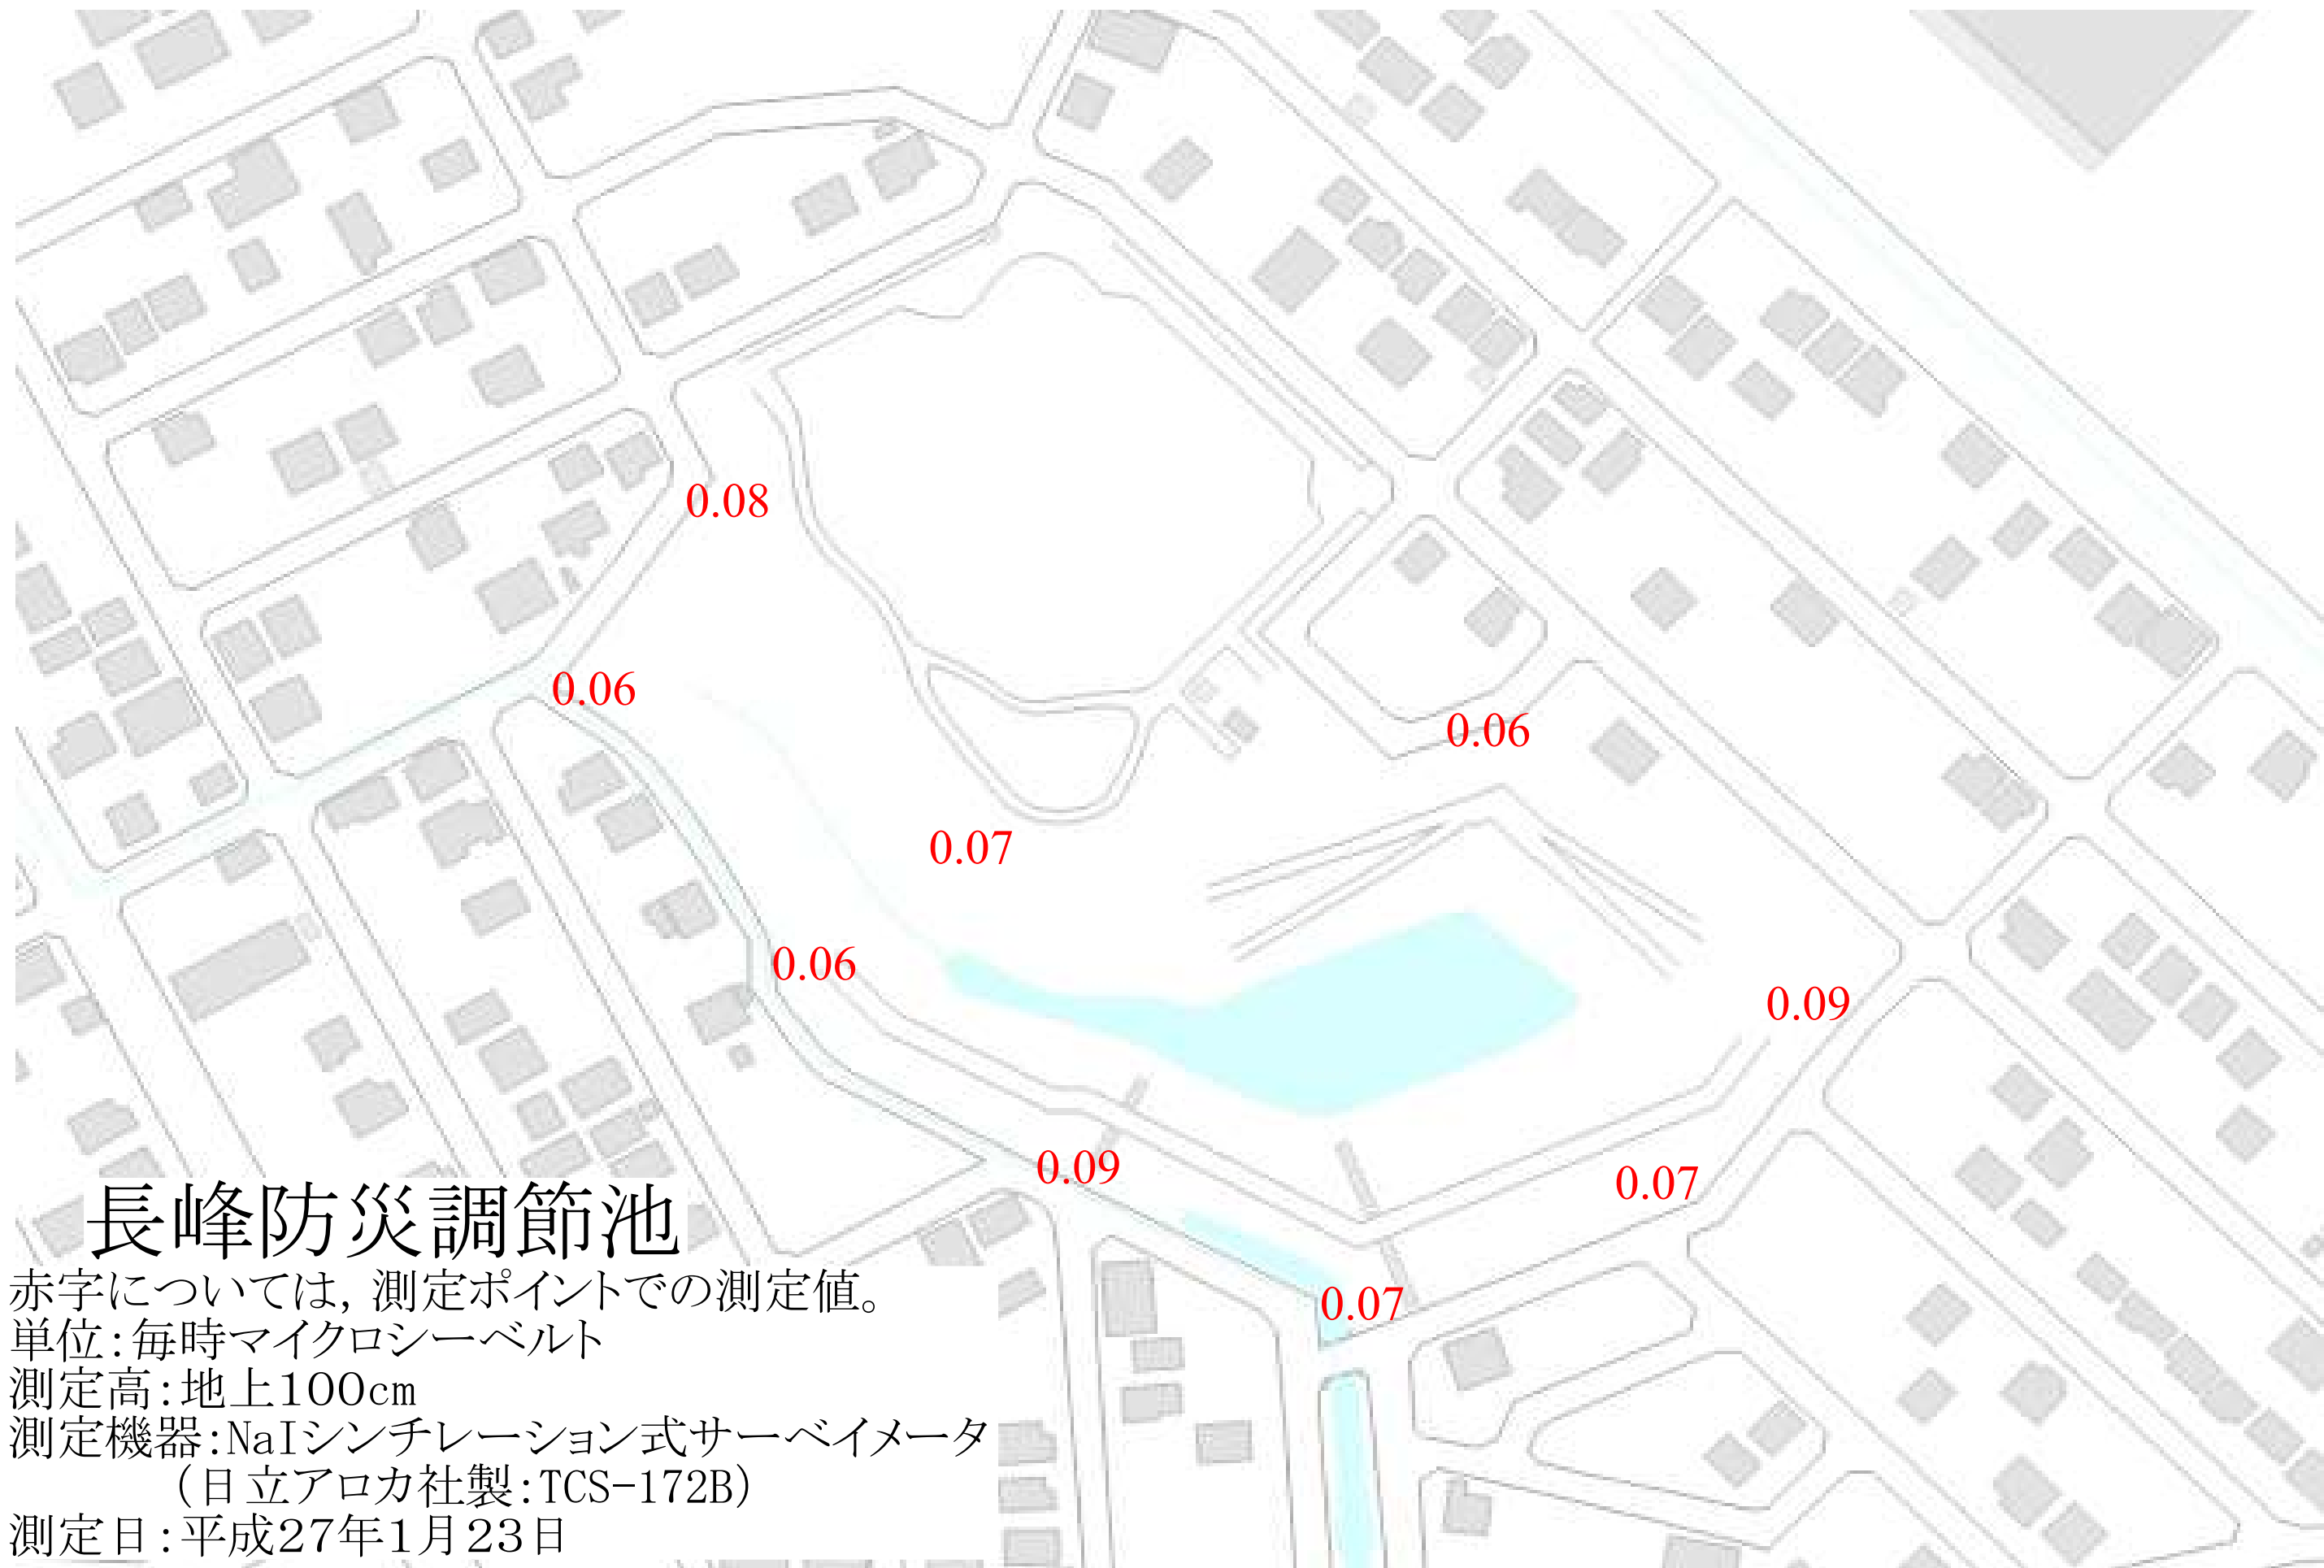 0.08
0.06
0.06
0.07
0.06
0.09
0.09
0.07
0.07
長峰防災調節池
赤字については,測定ポイントでの測定値。
単位:毎時マイクロシーベルト
測定高:地上100cm
測定機器:NaIシンチレーション式サーベイメータ
(日立アロカ社製:TCS-172B)
測定日:平成27年1月23日